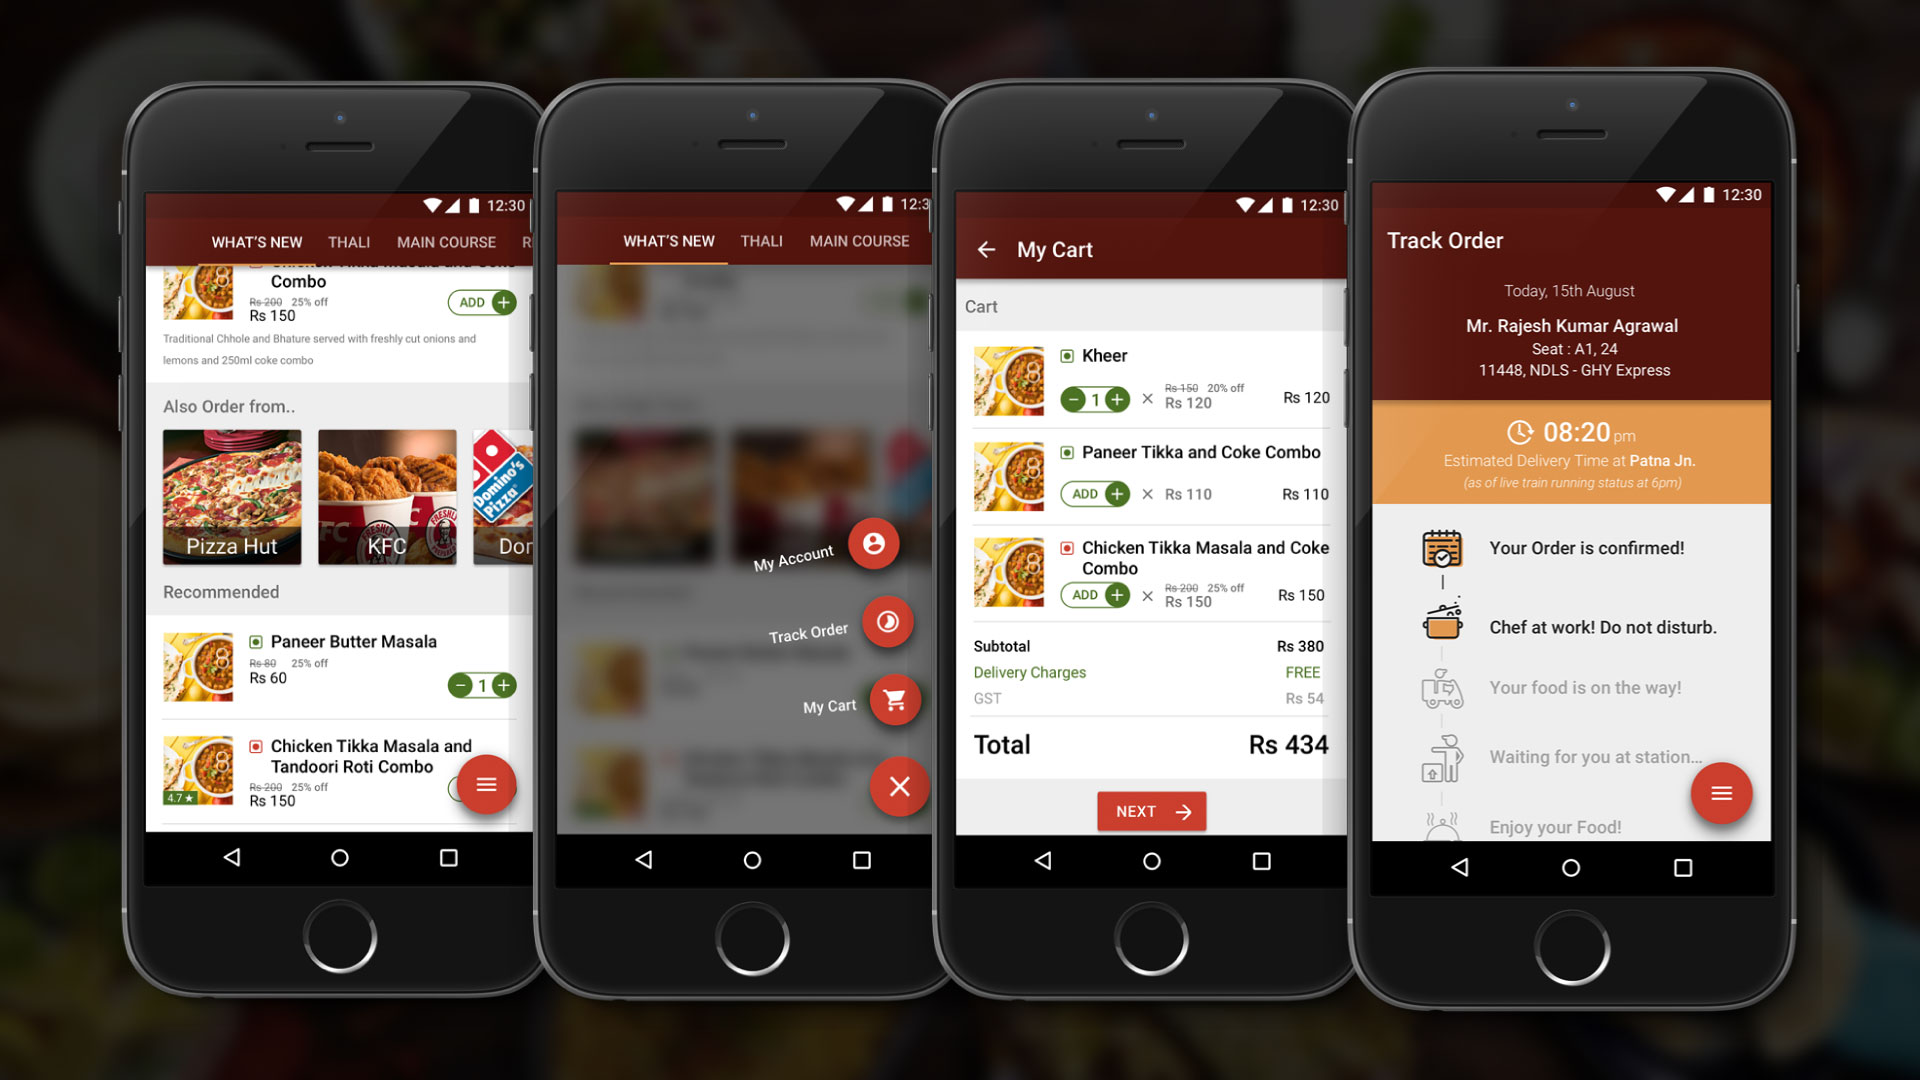 12:30
WHAT'S NEW THALI MAIN COURSE R
Chicken Tikka Masala and Coke
Combo
Rs 200 25% off
Rs 150
ADD +
Traditional Chhole and Bhature served with freshly cut onions and
lemons and 250ml coke combo
Also Order from..
Pizza Hut
KFC
Domino's
Pizza
Dor
Recommended
Paneer Butter Masala
Rs 80 25% off
Rs 60
− 1 +
Chicken Tikka Masala and
Tandoori Roti Combo
Rs 200 25% off
Rs 150
4.7 ★
12:3
WHAT'S NEW THALI MAIN COURSE
My Account
Track Order
My Cart
12:30
My Cart
Cart
Kheer
− 1 + × Rs 150 20% off
Rs 120
Rs 120
Paneer Tikka and Coke Combo
ADD + × Rs 110 Rs 110
Chicken Tikka Masala and Coke
Combo
ADD + × Rs 200 25% off
Rs 150
Rs 150
Subtotal Rs 380
Delivery Charges FREE
GST Rs 54
Total Rs 434
NEXT →
12:30
Track Order
Today, 15th August
Mr. Rajesh Kumar Agrawal
Seat : A1, 24
11448, NDLS - GHY Express
08:20 pm
Estimated Delivery Time at Patna Jn.
(as of live train running status at 6pm)
Your Order is confirmed!
Chef at work! Do not disturb.
Your food is on the way!
Waiting for you at station...
Enjoy your Food!